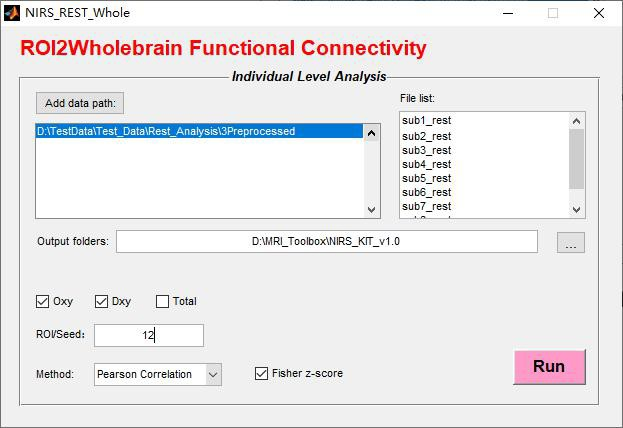 NIRS_REST_Whole
ROI2Wholebrain Functional Connectivity
Individual Level Analysis
Add data path:
File list:
D:\TestData\Test_Data\Rest_Analysis\3Preprocessed
sub1_rest
sub2_rest
sub3_rest
sub4_rest
sub5_rest
sub6_rest
sub7_rest
Output folders: D:\MRI_Toolbox\NIRS_KIT_v1.0 ...
Oxy Dxy Total
ROI/Seed: 12
Method: Pearson Correlation Fisher z-score Run